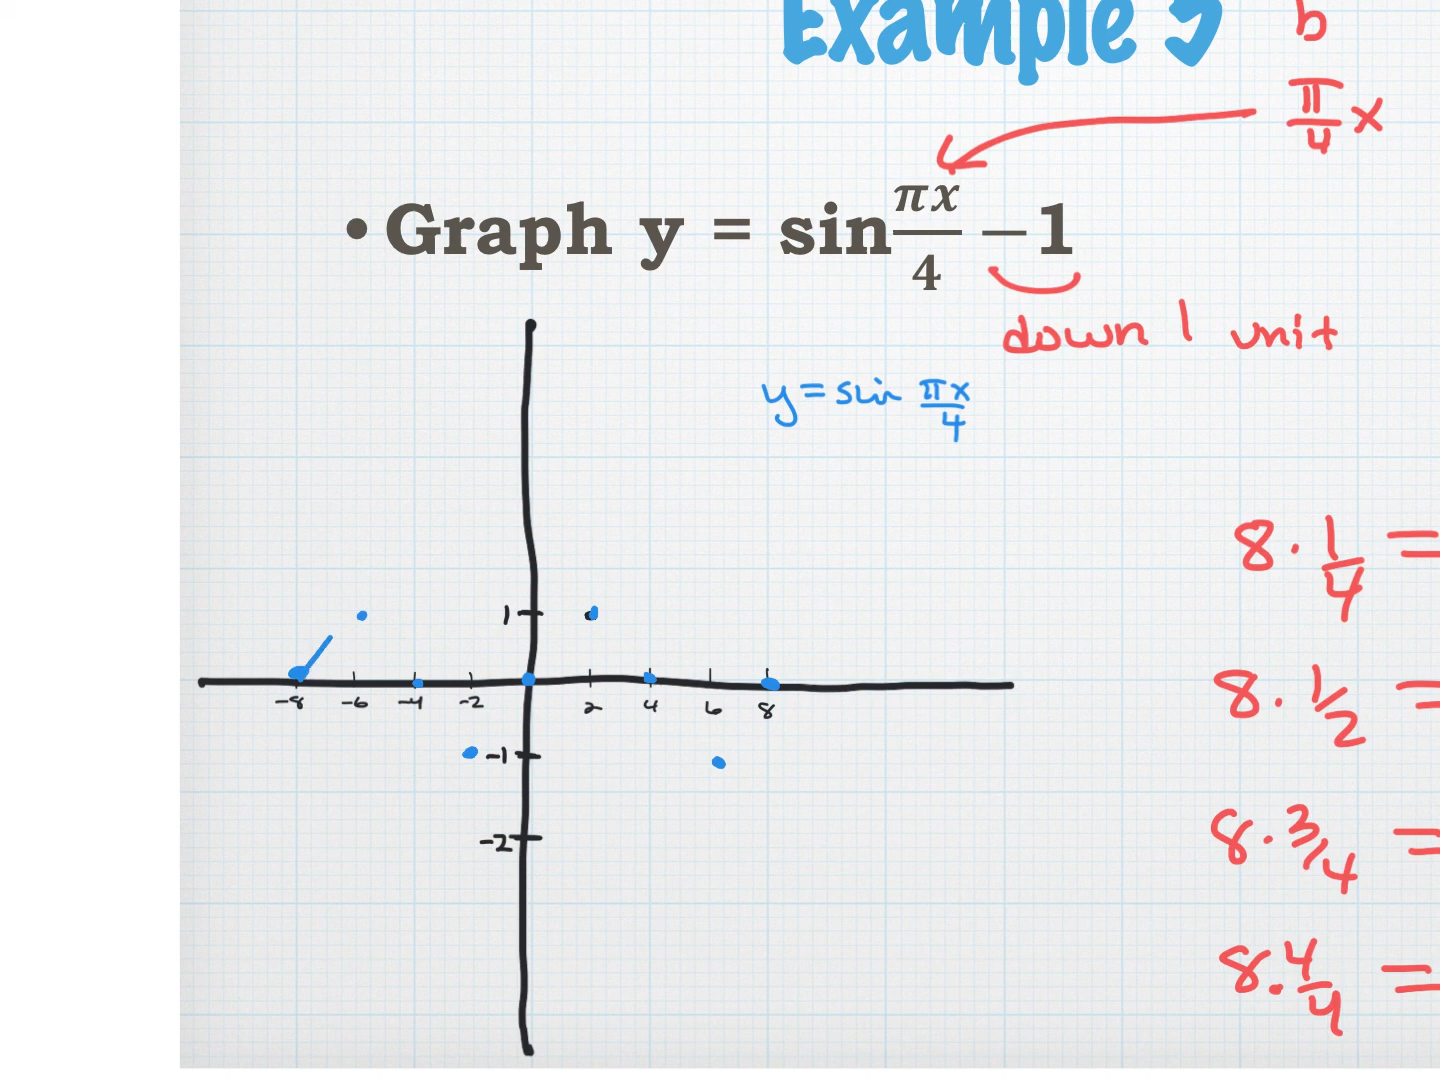 Example 5
b
π/4 x
• Graph y = sin πx/4 −1
down 1 unit
y = sin πx/4
8 · 1/4 =
1
-8 -6 -4 -2 2 4 6 8
8 · 1/2 =
-1
-2
8 · 3/4 =
8 · 4/4 =